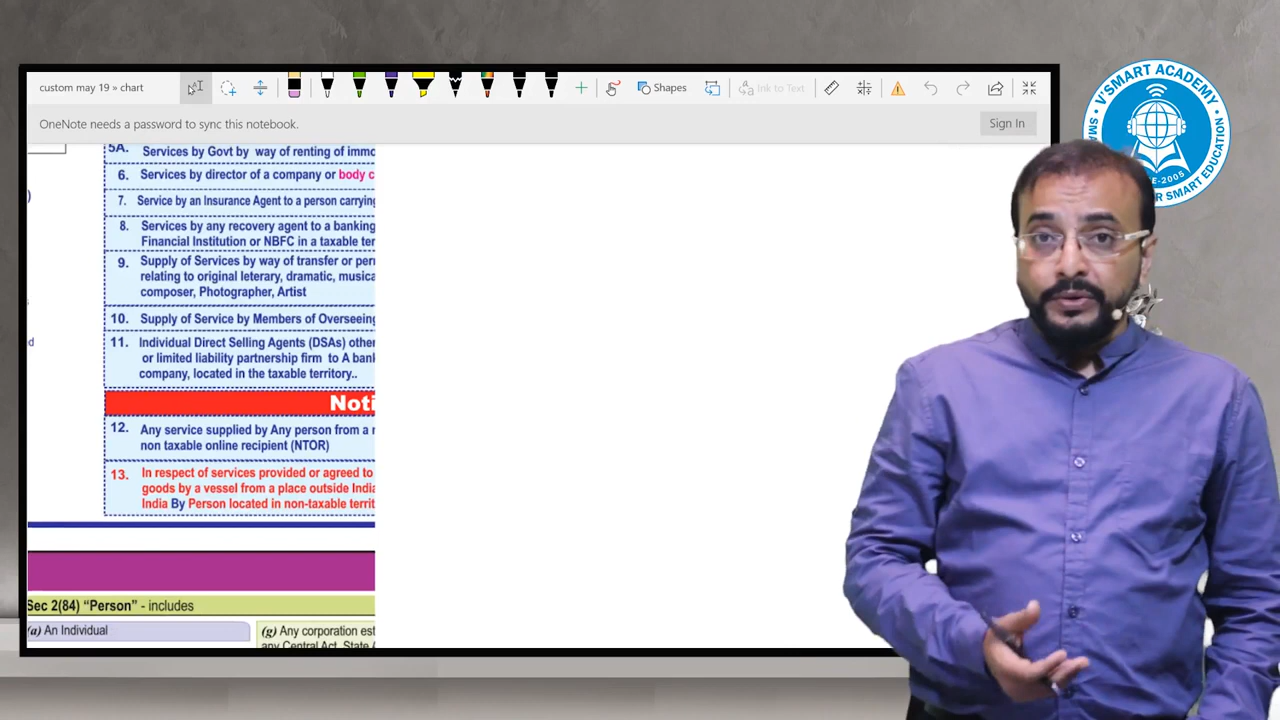 custom may 19 » chart
Shapes
Ink to Text
OneNote needs a password to sync this notebook.
Sign In
5A. Services by Govt by way of renting of immo
6. Services by director of a company or body c
7. Service by an Insurance Agent to a person carrying
8. Services by any recovery agent to a banking
Financial Institution or NBFC in a taxable ter
9. Supply of Services by way of transfer or per
relating to original leterary, dramatic, musica
composer, Photographer, Artist
10. Supply of Service by Members of Overseeing
11. Individual Direct Selling Agents (DSAs) othe
or limited liability partnership firm to A bank
company, located in the taxable territory..
Noti
12. Any service supplied by Any person from a
non taxable online recipient (NTOR)
13. In respect of services provided or agreed to
goods by a vessel from a place outside India
India By Person located in non-taxable territ
Sec 2(84) “Person” - includes
(a) An Individual
(g) Any corporation est
any Central Act, State A
V'SMART ACADEMY
E-2005
R SMART EDUCATION